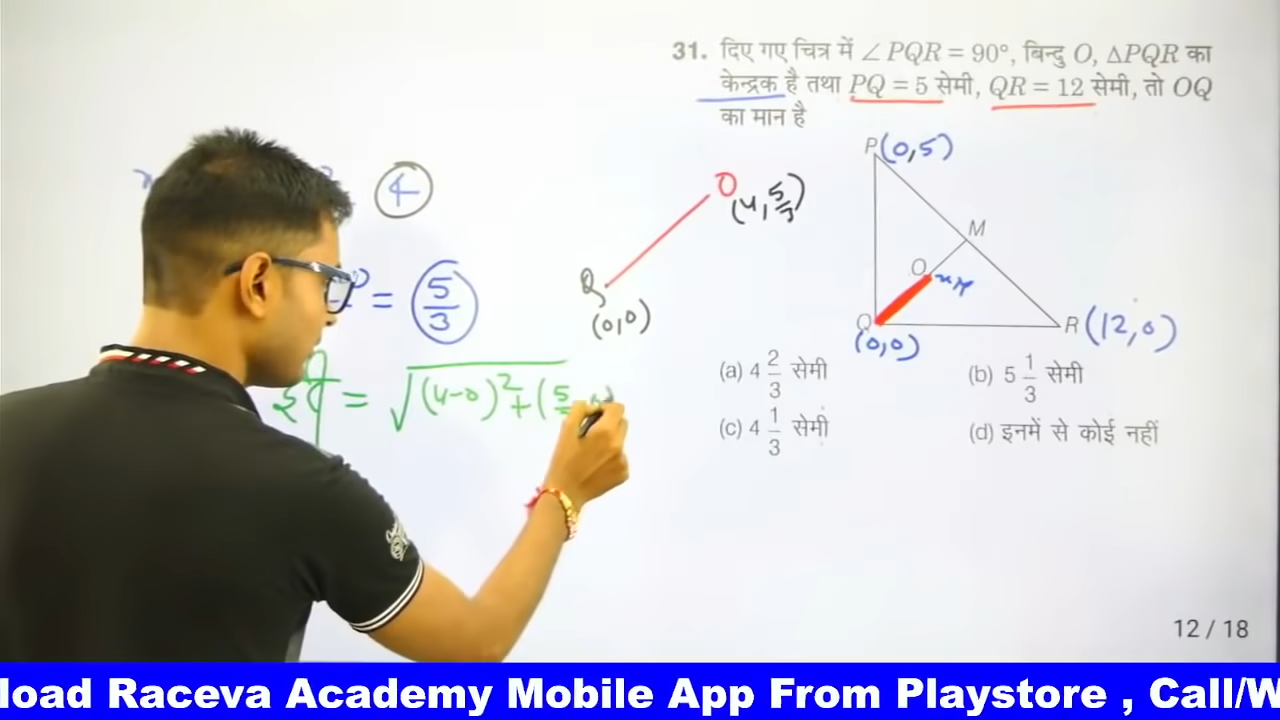 31. दिए गए चित्र में ∠PQR = 90°, बिन्दु O, ΔPQR का
केन्द्रक है तथा PQ = 5 सेमी, QR = 12 सेमी, तो OQ
का मान है
P(0,5)
M
O
Q
(0,0)
R(12,0)
(a) 4 2/3 सेमी
(b) 5 1/3 सेमी
(c) 4 1/3 सेमी
(d) इनमें से कोई नहीं
4
= 5/3
O
(4, 5/3)
Q
(0,0)
= √(4-0)² + (5
12 / 18
load Raceva Academy Mobile App From Playstore , Call/W